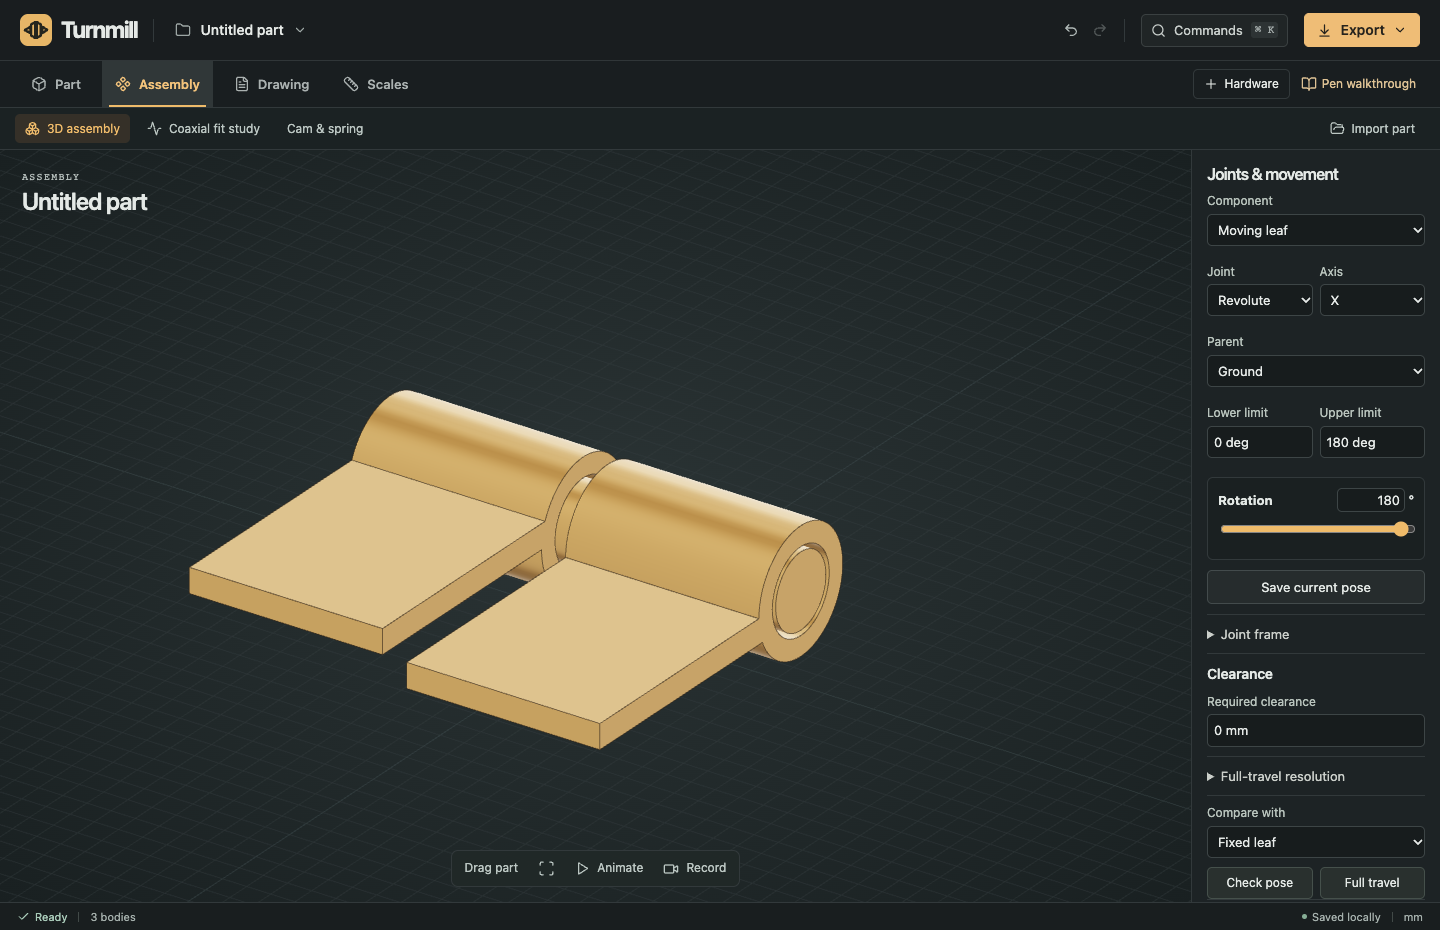 Turnmill
Untitled part
Commands ⌘ K
Export
Part
Assembly
Drawing
Scales
Hardware
Pen walkthrough
3D assembly
Coaxial fit study
Cam & spring
Import part
ASSEMBLY
Untitled part
Joints & movement
Component
Moving leaf
Joint Axis
Revolute X
Parent
Ground
Lower limit Upper limit
0 deg 180 deg
Rotation 180 °
Save current pose
Joint frame
Clearance
Required clearance
0 mm
Full-travel resolution
Compare with
Fixed leaf
Check pose Full travel
Drag part Animate Record
Ready 3 bodies
Saved locally mm